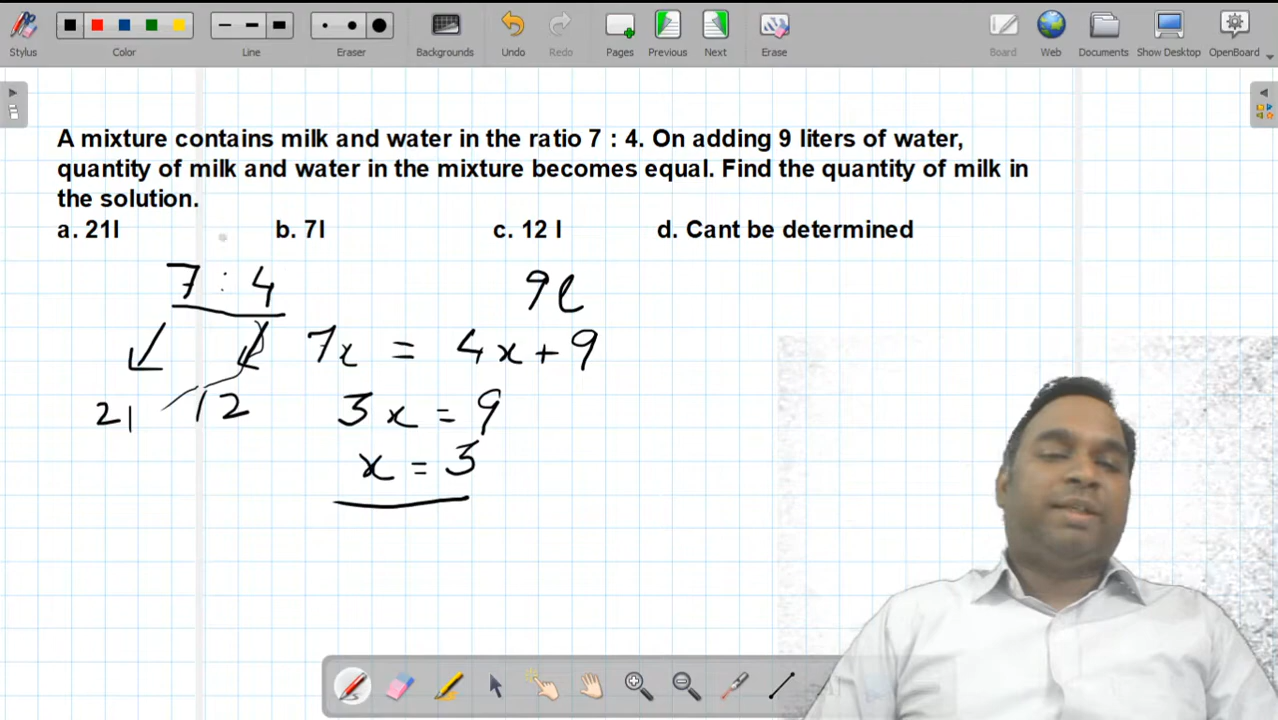 Stylus Color Line Eraser Backgrounds Undo Redo Pages Previous Next Erase Board Web Documents Show Desktop OpenBoard
A mixture contains milk and water in the ratio 7 : 4. On adding 9 liters of water,
quantity of milk and water in the mixture becomes equal. Find the quantity of milk in
the solution.
a. 21l b. 7l c. 12 l d. Cant be determined
7 : 4 9l
7x = 4x + 9
21 12 3x = 9
x = 3